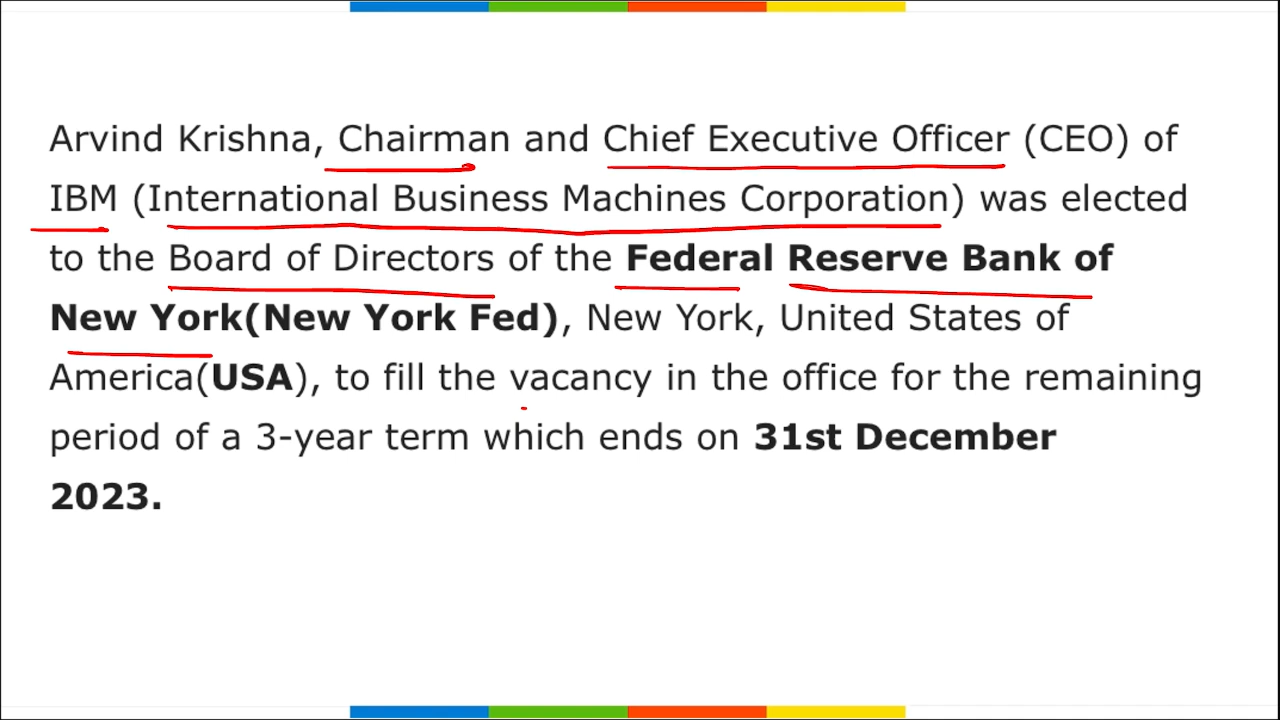 Arvind Krishna, Chairman and Chief Executive Officer (CEO) of
IBM (International Business Machines Corporation) was elected
to the Board of Directors of the Federal Reserve Bank of
New York(New York Fed), New York, United States of
America(USA), to fill the vacancy in the office for the remaining
period of a 3-year term which ends on 31st December
2023.